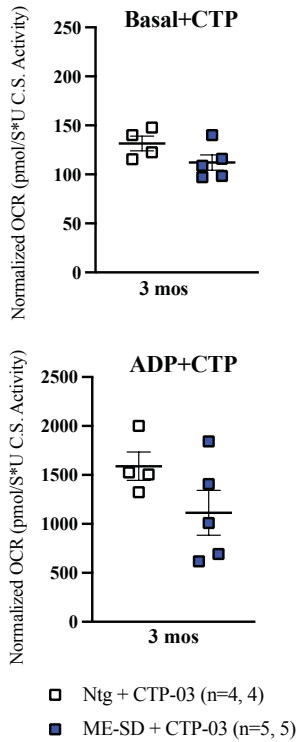 Basal+CTP
Normalized OCR (pmol/S*U C.S. Activity)
250
200
150
100
50
0
3 mos
ADP+CTP
Normalized OCR (pmol/S*U C.S. Activity)
2500
2000
1500
1000
500
0
3 mos
Ntg + CTP-03 (n=4, 4)
ME-SD + CTP-03 (n=5, 5)